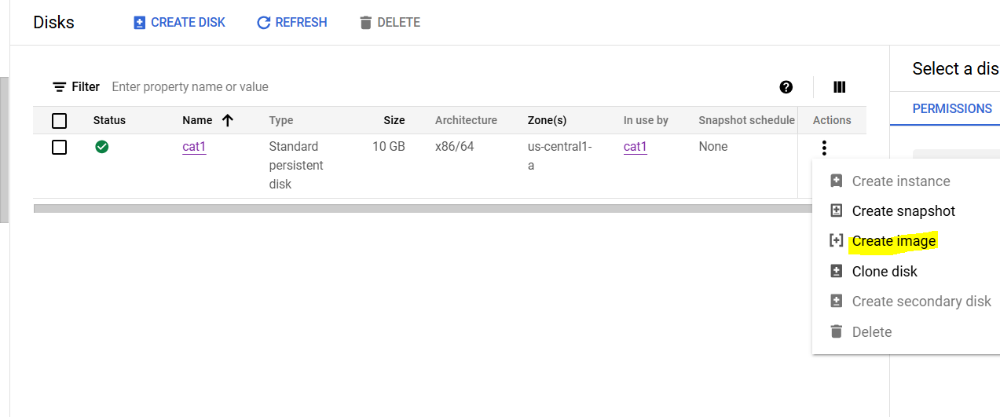 Disks CREATE DISK REFRESH DELETE
Select a dis
Filter Enter property name or value
PERMISSIONS
Status Name Type Size Architecture Zone(s) In use by Snapshot schedule Actions
cat1 Standard 10 GB x86/64 us-central1- cat1 None
persistent a
disk
Create instance
Create snapshot
Create image
Clone disk
Create secondary disk
Delete